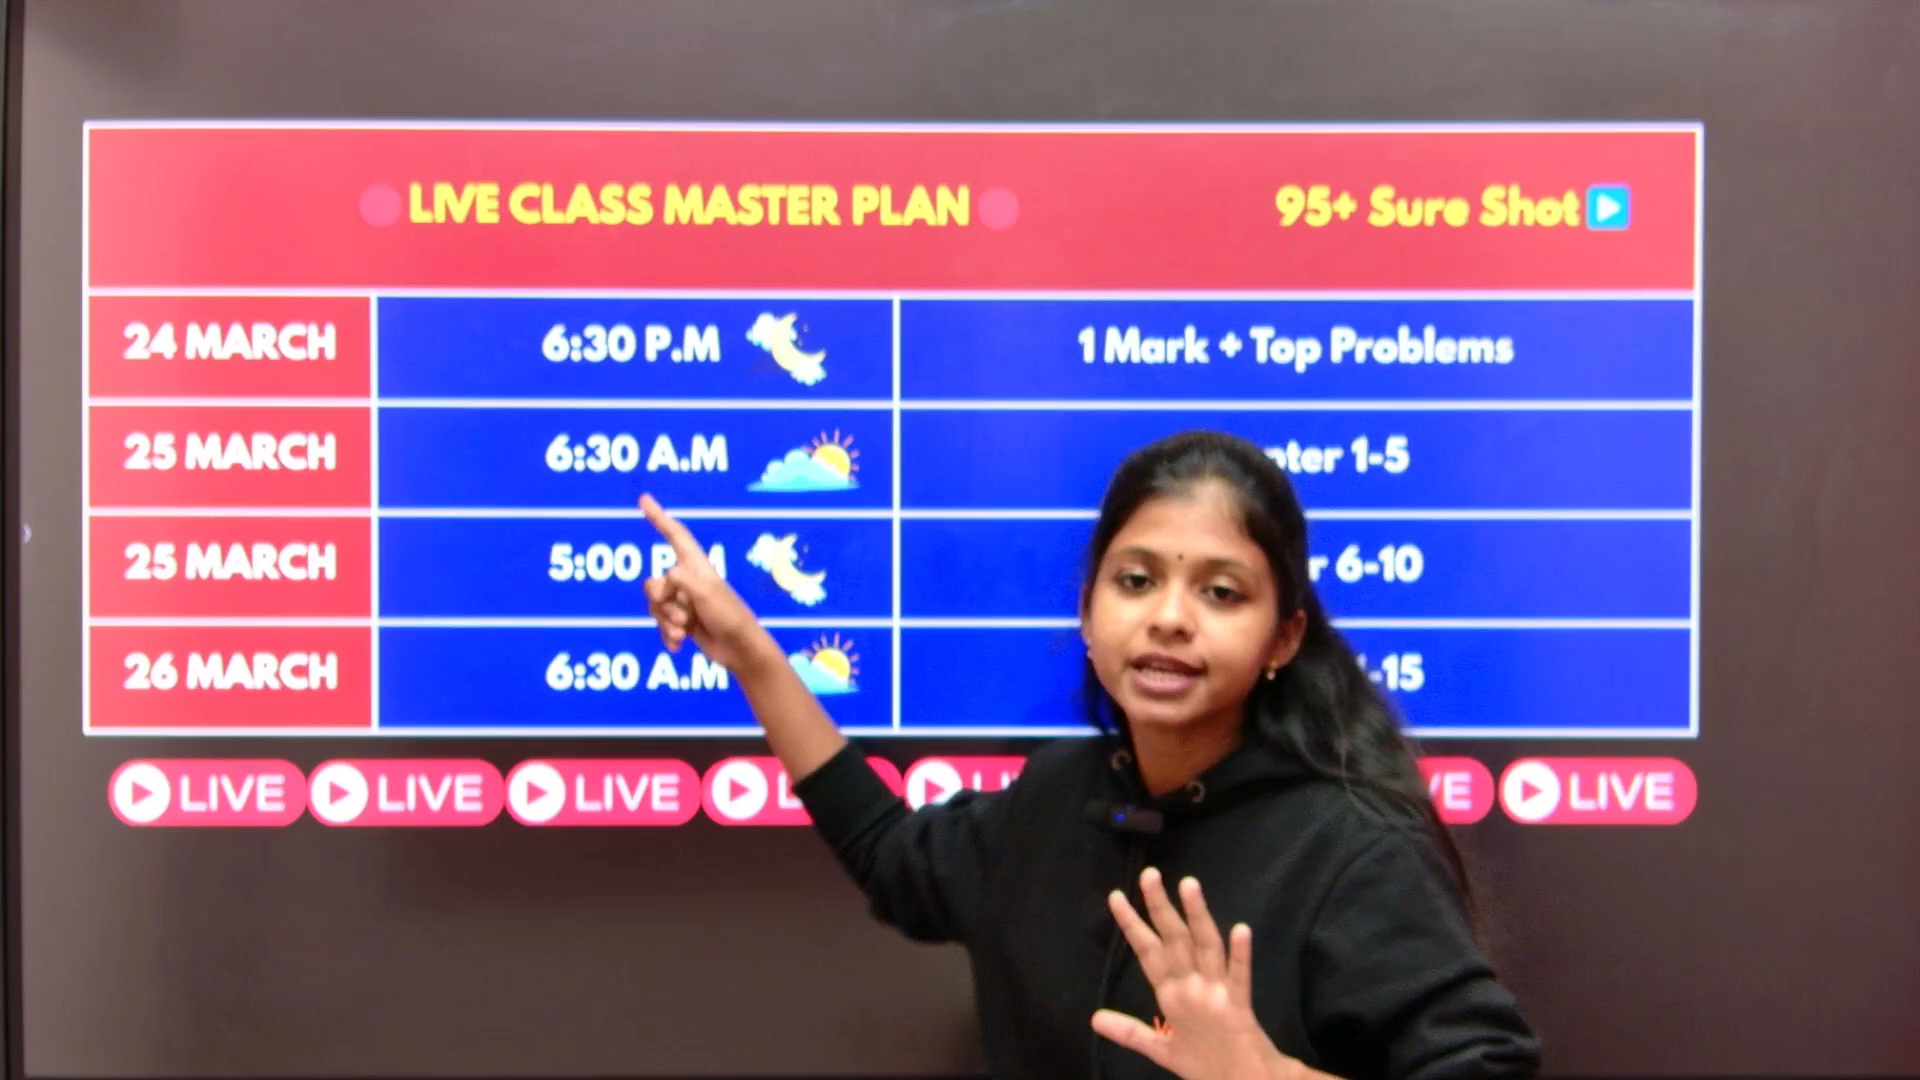 LIVE CLASS MASTER PLAN 95+ Sure Shot
24 MARCH 6:30 P.M 1 Mark + Top Problems
25 MARCH 6:30 A.M 1-5
25 MARCH 5:00 6-10
26 MARCH 6:30 A.M -15
LIVE LIVE LIVE LIVE